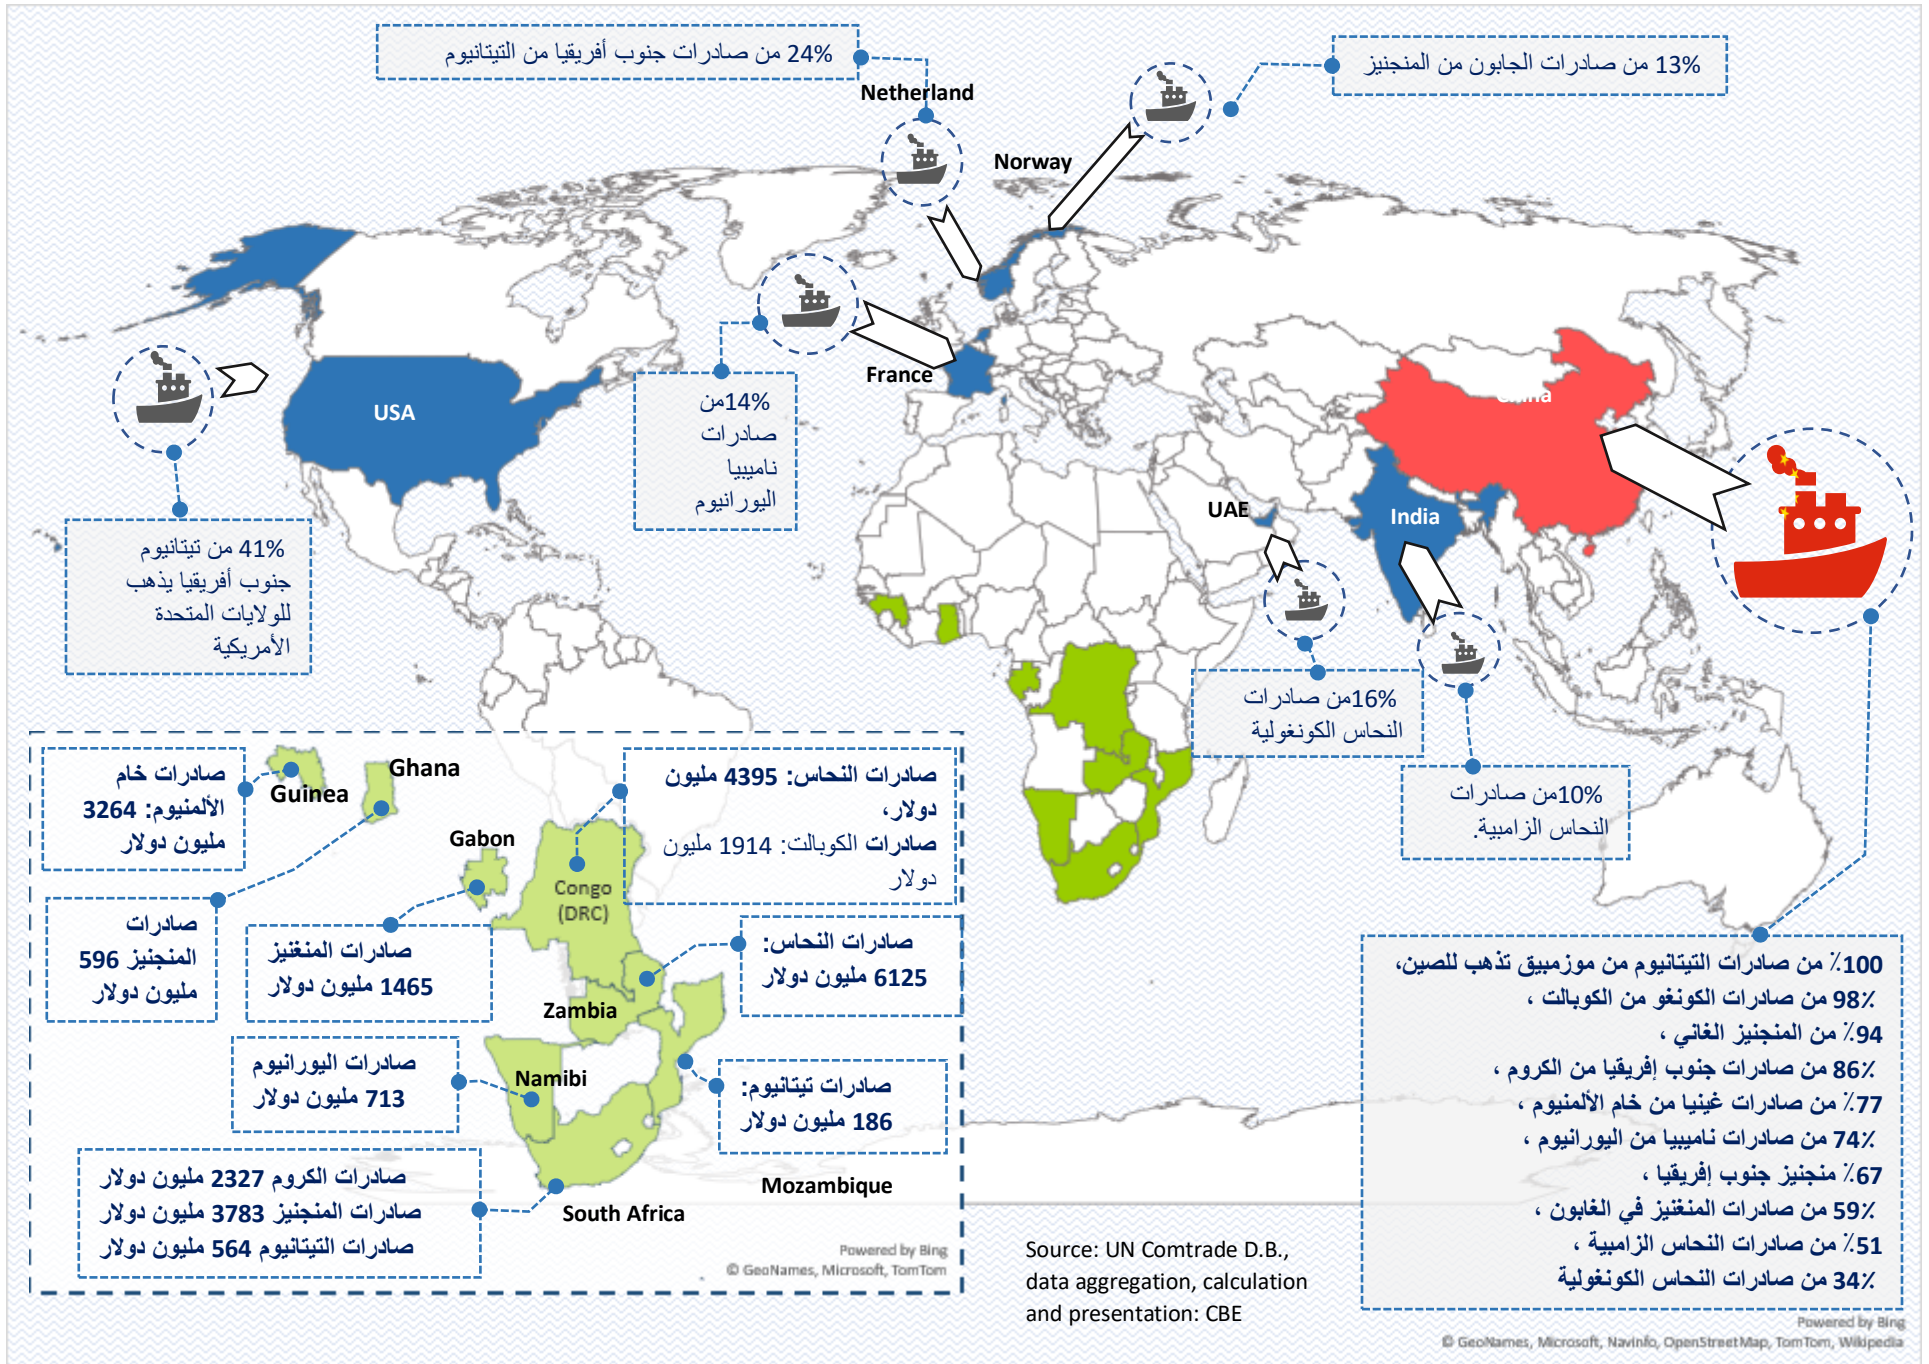 24% من صادرات جنوب أفريقيا من التيتانيوم
13% من صادرات الجابون من المنجنيز
Netherland
Norway
France
USA
China
UAE
India
14%من
صادرات
ناميبيا
اليورانيوم
41% من تيتانيوم
جنوب أفريقيا يذهب
للولايات المتحدة
الأمريكية
16%من صادرات
النحاس الكونغولية
10%من صادرات
النحاس الزامبية.
صادرات خام
الألمنيوم: 3264
مليون دولار
Guinea
Ghana
Gabon
صادرات النحاس: 4395 مليون
دولار،
صادرات الكوبالت: 1914 مليون
دولار
Congo
(DRC)
صادرات
المنجنيز 596
مليون دولار
صادرات المنغنيز
1465 مليون دولار
صادرات النحاس:
6125 مليون دولار
Zambia
صادرات اليورانيوم
713 مليون دولار
Namibi
صادرات تيتانيوم:
186 مليون دولار
صادرات الكروم 2327 مليون دولار
صادرات المنجنيز 3783 مليون دولار
صادرات التيتانيوم 564 مليون دولار
Mozambique
South Africa
Powered by Bing
© GeoNames, Microsoft, TomTom
100٪ من صادرات التيتانيوم من موزمبيق تذهب للصين،
98٪ من صادرات الكونغو من الكوبالت ،
94٪ من المنجنيز الغاني ،
86٪ من صادرات جنوب إفريقيا من الكروم ،
77٪ من صادرات غينيا من خام الألمنيوم ،
74٪ من صادرات ناميبيا من اليورانيوم ،
67٪ منجنيز جنوب إفريقيا ،
59٪ من صادرات المنغنيز في الغابون ،
51٪ من صادرات النحاس الزامبية ،
34٪ من صادرات النحاس الكونغولية
Source: UN Comtrade D.B.,
data aggregation, calculation
and presentation: CBE
Powered by Bing
© GeoNames, Microsoft, Navinfo, OpenStreetMap, TomTom, Wikipedia